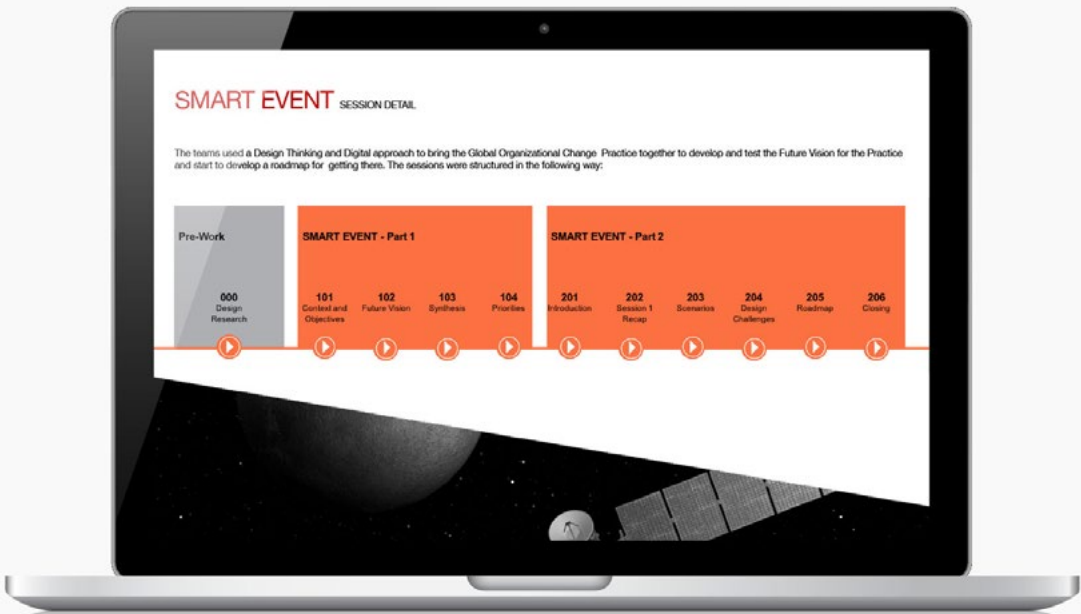 SMART EVENT SESSION DETAIL
The teams used a Design Thinking and Digital approach to bring the Global Organizational Change Practice together to develop and test the Future Vision for the Practice
and start to develop a roadmap for getting there. The sessions were structured in the following way:
Pre-Work
000
Design
Research
SMART EVENT - Part 1
101
Context and
Objectives
102
Future Vision
103
Synthesis
104
Priorities
SMART EVENT - Part 2
201
Introduction
202
Session 1
Recap
203
Scenarios
204
Design
Challenges
205
Roadmap
206
Closing